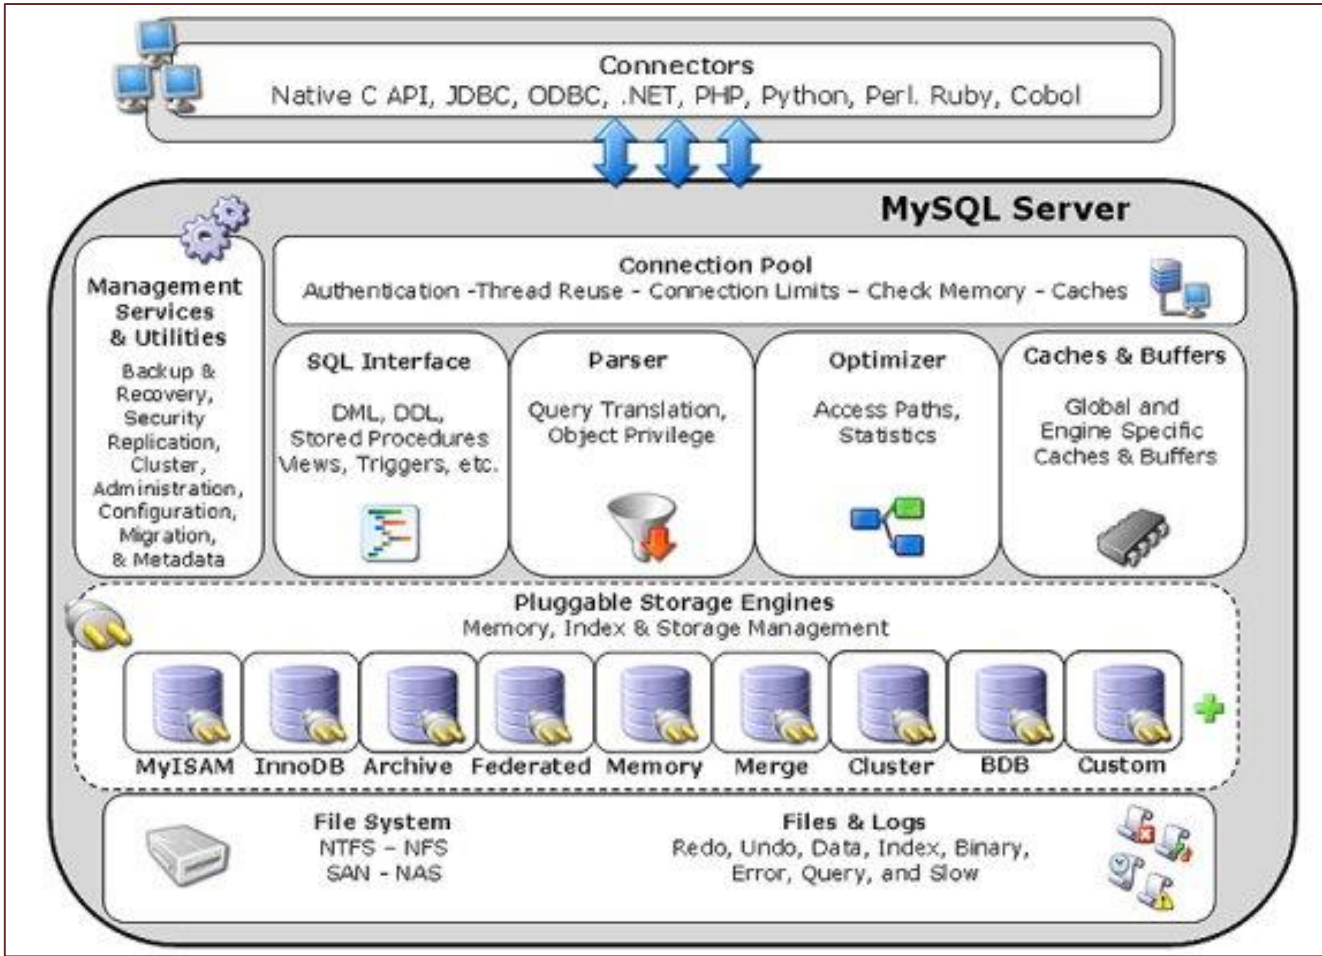 Connectors
Native C API, JDBC, ODBC, .NET, PHP, Python, Perl. Ruby, Cobol
MySQL Server
Management
Services
& Utilities
Backup &
Recovery,
Security
Replication,
Cluster,
Administration,
Configuration,
Migration,
& Metadata
Connection Pool
Authentication -Thread Reuse - Connection Limits – Check Memory - Caches
SQL Interface
DML, DDL,
Stored Procedures
Views, Triggers, etc.
Parser
Query Translation,
Object Privilege
Optimizer
Access Paths,
Statistics
Caches & Buffers
Global and
Engine Specific
Caches & Buffers
Pluggable Storage Engines
Memory, Index & Storage Management
MyISAM InnoDB Archive Federated Memory Merge Cluster BDB Custom
File System
NTFS – NFS
SAN - NAS
Files & Logs
Redo, Undo, Data, Index, Binary,
Error, Query, and Slow